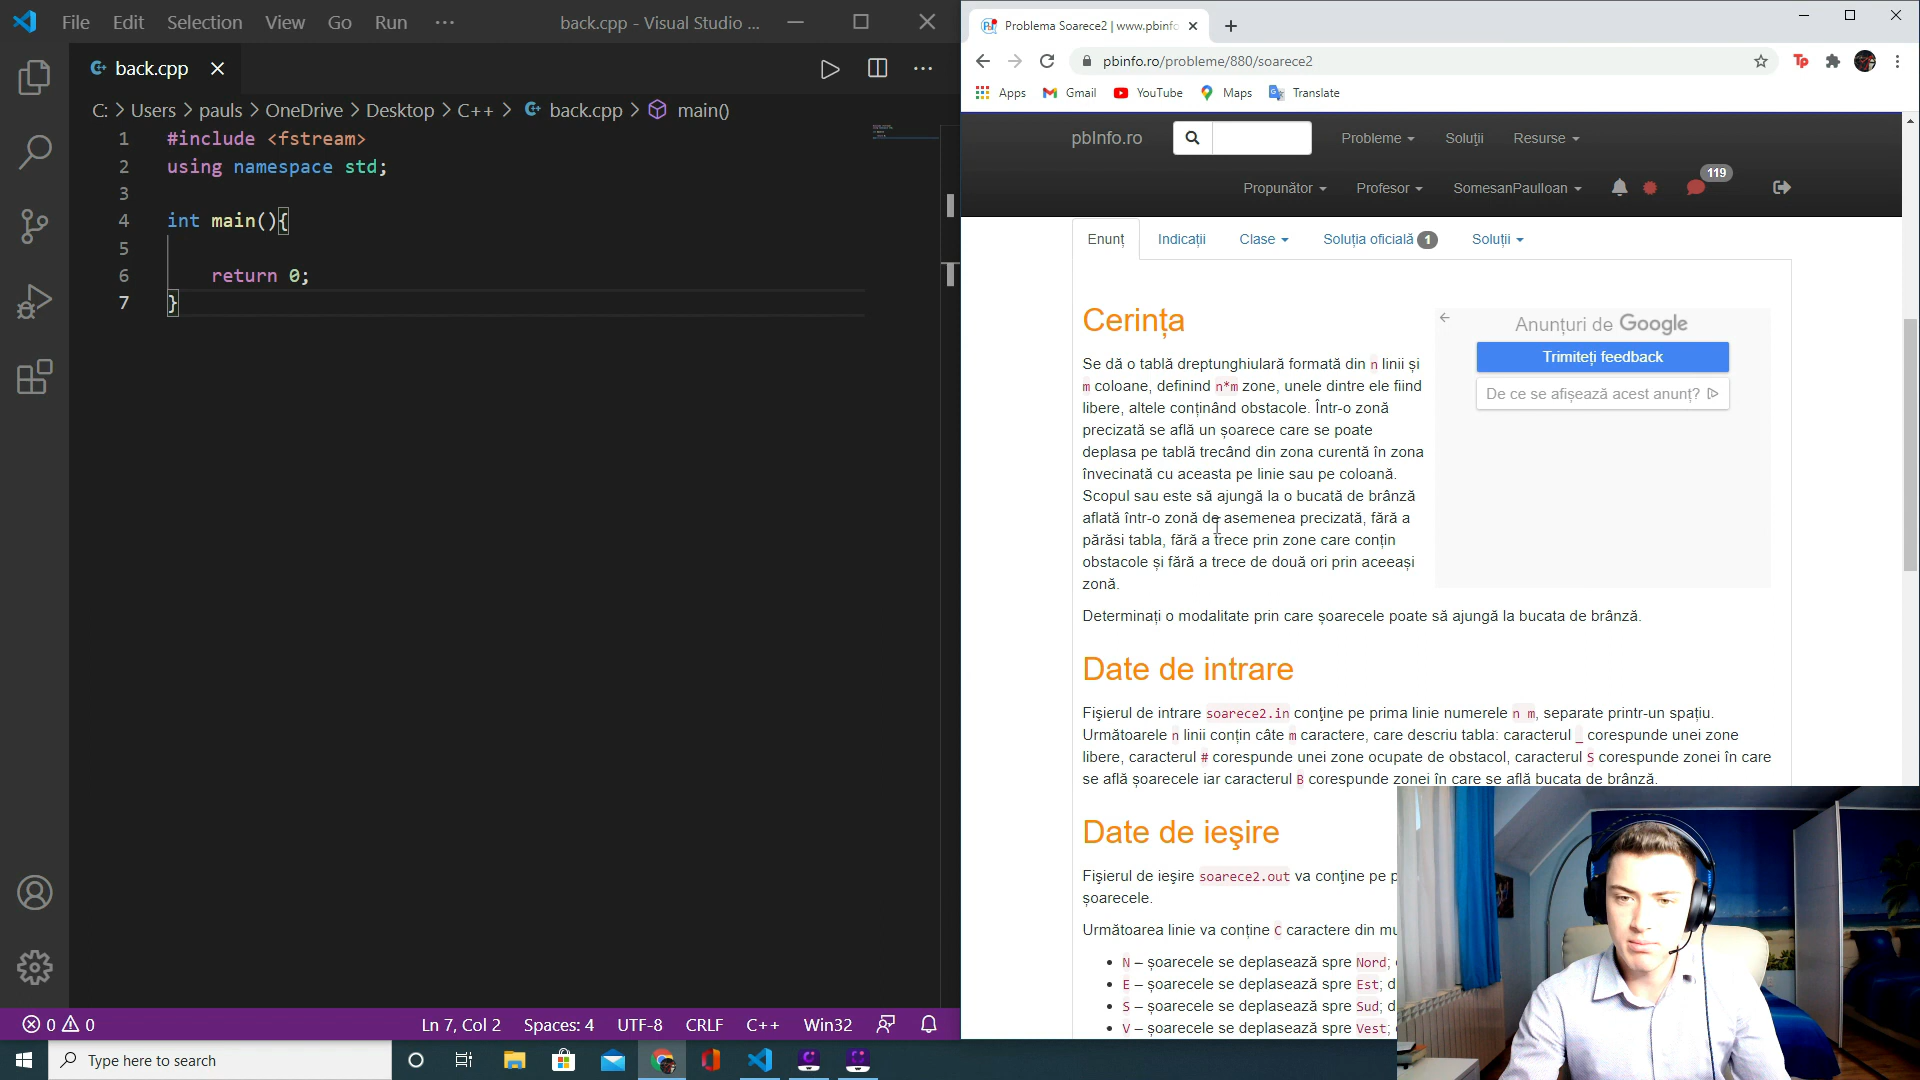 File Edit Selection View Go Run ··· back.cpp - Visual Studio ...
back.cpp
C: > Users > pauls > OneDrive > Desktop > C++ > back.cpp > main()
1 #include <fstream>
2 using namespace std;
3
4 int main(){
5
6 return 0;
7 }
0 0 Ln 7, Col 2 Spaces: 4 UTF-8 CRLF C++ Win32
Problema Soarece2 | www.pbinfo
pbinfo.ro/probleme/880/soarece2
Apps Gmail YouTube Maps Translate
pbInfo.ro Probleme Soluții Resurse
Propunător Profesor SomesanPaulIoan 119
Enunț Indicații Clase Soluția oficială 1 Soluții
Cerința
Se dă o tablă dreptunghiulară formată din n linii și
m coloane, definind n*m zone, unele dintre ele fiind
libere, altele conținând obstacole. Într-o zonă
precizată se află un șoarece care se poate
deplasa pe tablă trecând din zona curentă în zona
învecinată cu aceasta pe linie sau pe coloană.
Scopul sau este să ajungă la o bucată de brânză
aflată într-o zonă de asemenea precizată, fără a
părăsi tabla, fără a trece prin zone care conțin
obstacole și fără a trece de două ori prin aceeași
zonă.
Anunțuri de Google
Trimiteți feedback
De ce se afișează acest anunț?
Determinați o modalitate prin care șoarecele poate să ajungă la bucata de brânză.
Date de intrare
Fişierul de intrare soarece2.in conţine pe prima linie numerele n m, separate printr-un spațiu.
Următoarele n linii conțin câte m caractere, care descriu tabla: caracterul _ corespunde unei zone
libere, caracterul # corespunde unei zone ocupate de obstacol, caracterul S corespunde zonei în care
se află șoarecele iar caracterul B corespunde zonei în care se află bucata de brânză.
Date de ieşire
Fişierul de ieşire soarece2.out va conţine pe p
șoarecele.
Următoarea linie va conține C caractere din mu
• N – șoarecele se deplasează spre Nord;
• E – șoarecele se deplasează spre Est; d
• S – șoarecele se deplasează spre Sud; d
• V – șoarecele se deplasează spre Vest;
Type here to search